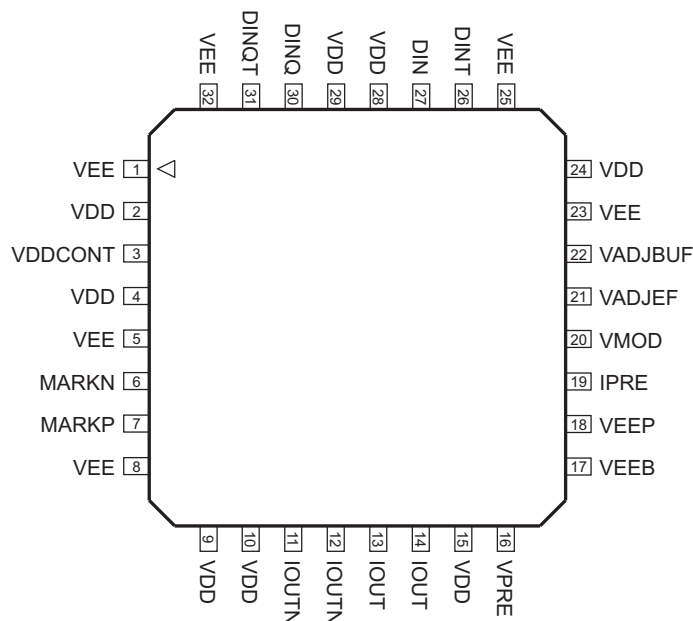 VEE
DINQT
DINQ
VDD
VDD
DIN
DINT
VEE
32
31
30
29
28
27
26
25
VEE 1
VDD 2
VDDCONT 3
VDD 4
VEE 5
MARKN 6
MARKP 7
VEE 8
24 VDD
23 VEE
22 VADJBUF
21 VADJEF
20 VMOD
19 IPRE
18 VEEP
17 VEEB
9
10
11
12
13
14
15
16
VDD
VDD
IOUTN
IOUTN
IOUT
IOUT
VDD
VPRE